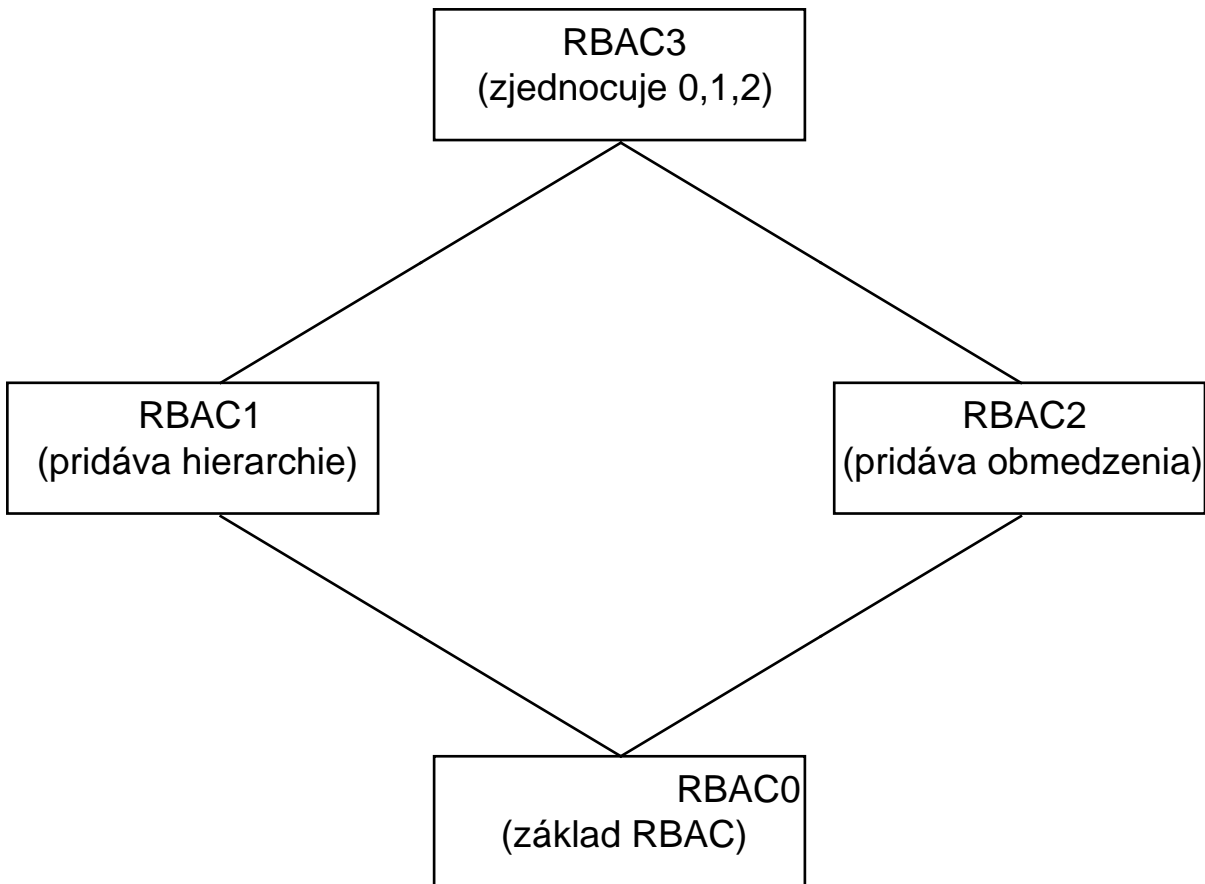 RBAC3
(zjednocuje 0,1,2)
RBAC1
(pridáva hierarchie)
RBAC2
(pridáva obmedzenia)
RBAC0
(základ RBAC)